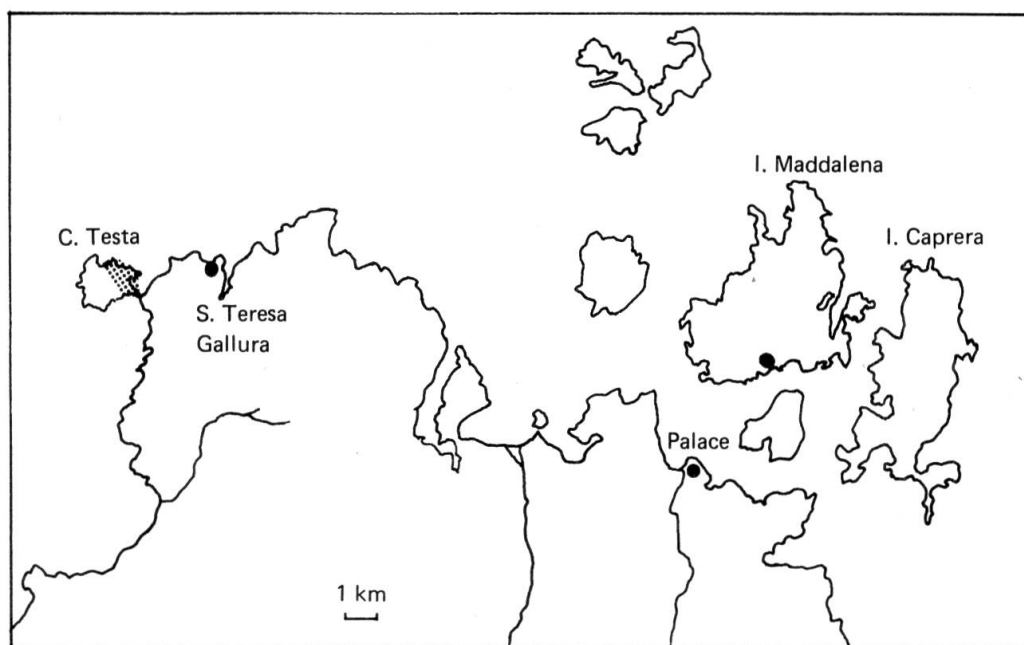 I. Maddalena
C. Testa
I. Caprera
S. Teresa
Gallura
Palace
1 km